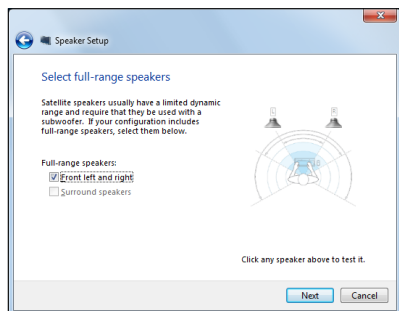 Speaker Setup
Select full-range speakers
Satellite speakers usually have a limited dynamic
range and require that they be used with a
subwoofer. If your configuration includes
full-range speakers, select them below.
L R
Full-range speakers:
Front left and right
Surround speakers
Click any speaker above to test it.
Next Cancel